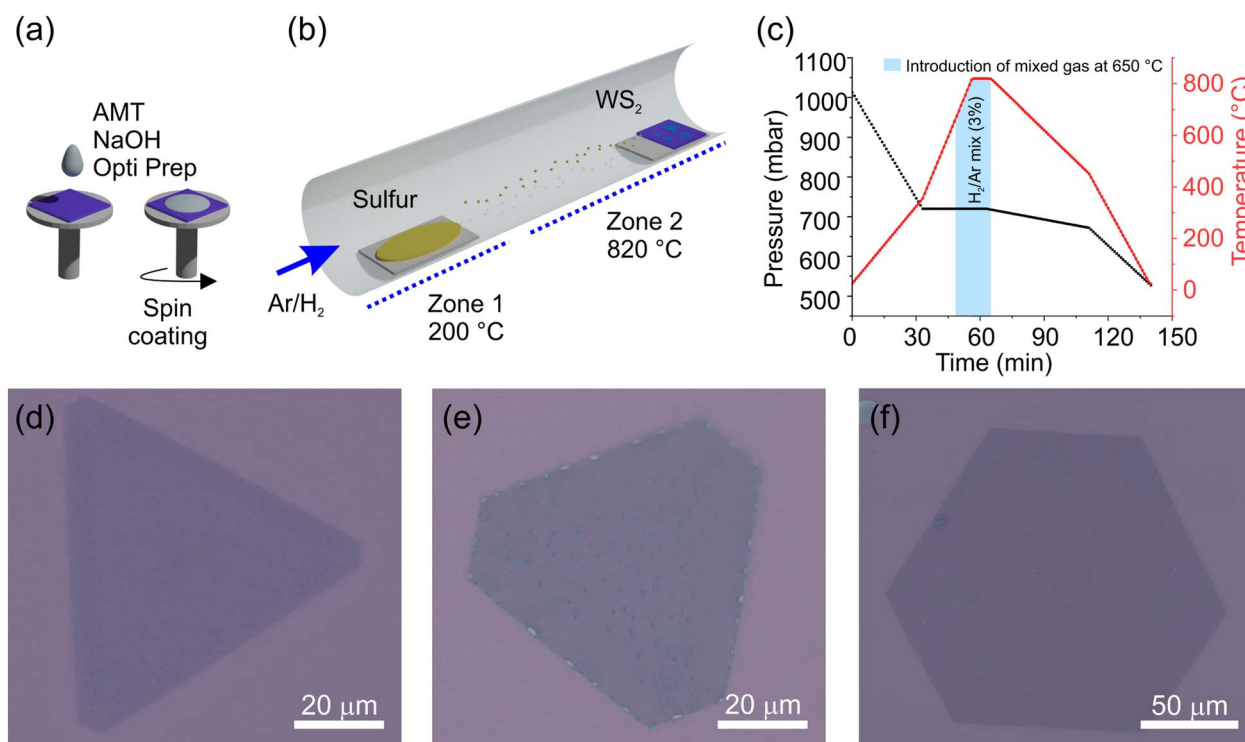 (a)
AMT
NaOH
Opti Prep
Spin
coating
(b)
WS₂
Sulfur
Zone 2
820 °C
Ar/H₂
Zone 1
200 °C
(c)
Introduction of mixed gas at 650 °C
H₂/Ar mix (3%)
Pressure (mbar)
1100
1000
900
800
700
600
500
Temperature (°C)
800
600
400
200
0
0 30 60 90 120 150
Time (min)
(d)
20 μm
(e)
20 μm
(f)
50 μm